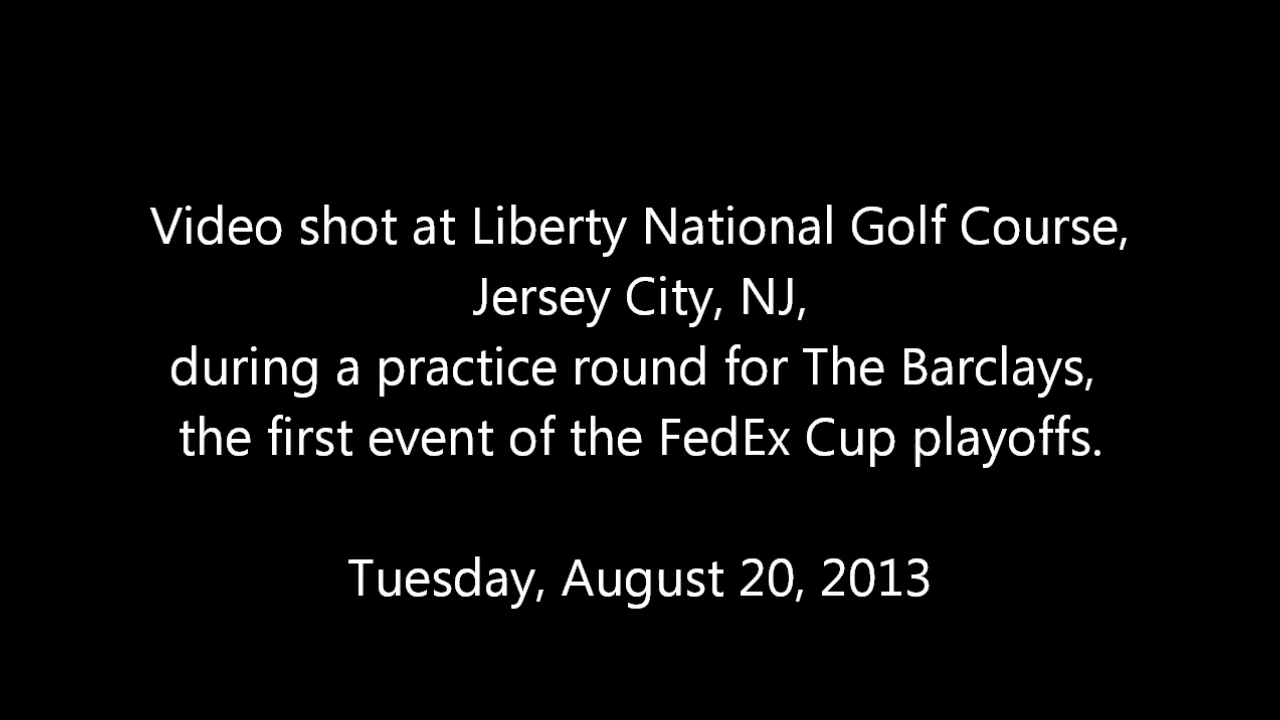 Video shot at Liberty National Golf Course,
Jersey City, NJ,
during a practice round for The Barclays,
the first event of the FedEx Cup playoffs.
Tuesday, August 20, 2013